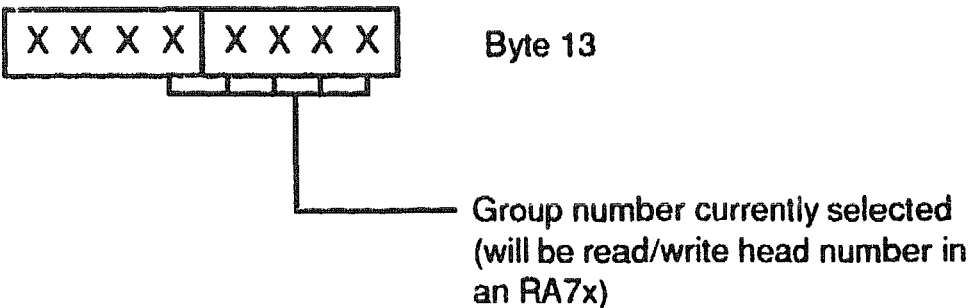 X X X X X X X X Byte 13
Group number currently selected
(will be read/write head number in
an RA7x)